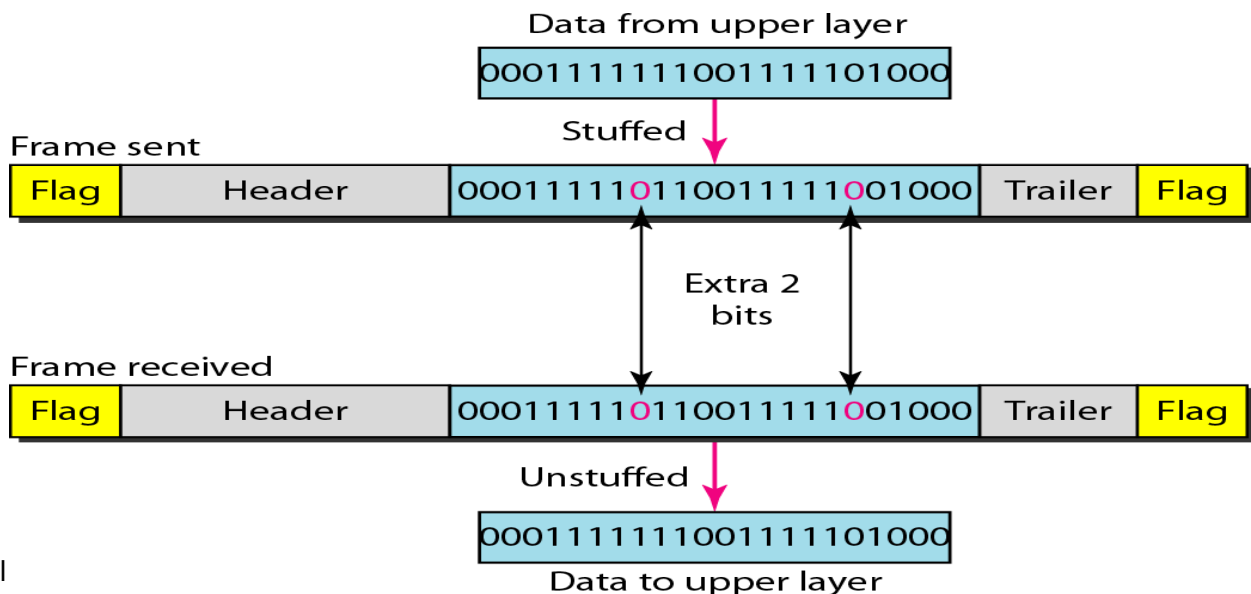 Data from upper layer
0001111111001111101000
Stuffed
Frame sent
Flag Header 000111110110011111001000 Trailer Flag
Extra 2
bits
Frame received
Flag Header 000111110110011111001000 Trailer Flag
Unstuffed
0001111111001111101000
Data to upper layer